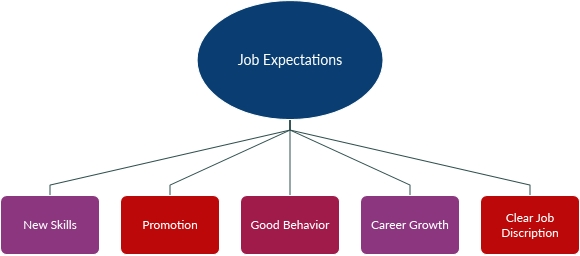 Job Expectations
New Skills
Promotion
Good Behavior
Career Growth
Clear Job
Discription